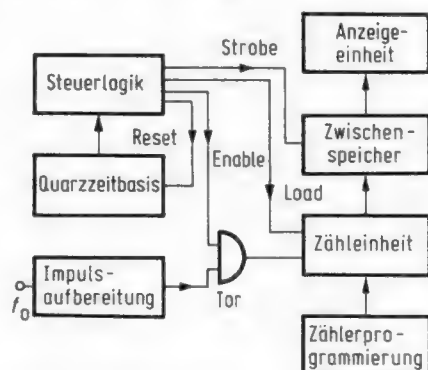 Anzeige-
einheit
Strobe
Steuerlogik
Zwischen-
speicher
Reset
Enable
Quarzzeitbasis
Load
Zähleinheit
Impuls-
aufbereitung
f₀
Tor
Zählerpro-
grammierung